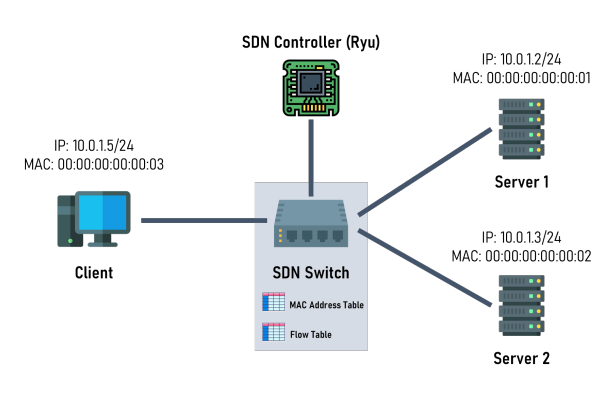 SDN Controller (Ryu)
IP: 10.0.1.2/24
MAC: 00:00:00:00:00:01
Server 1
IP: 10.0.1.5/24
MAC: 00:00:00:00:00:03
Client
SDN Switch
MAC Address Table
Flow Table
IP: 10.0.1.3/24
MAC: 00:00:00:00:00:02
Server 2